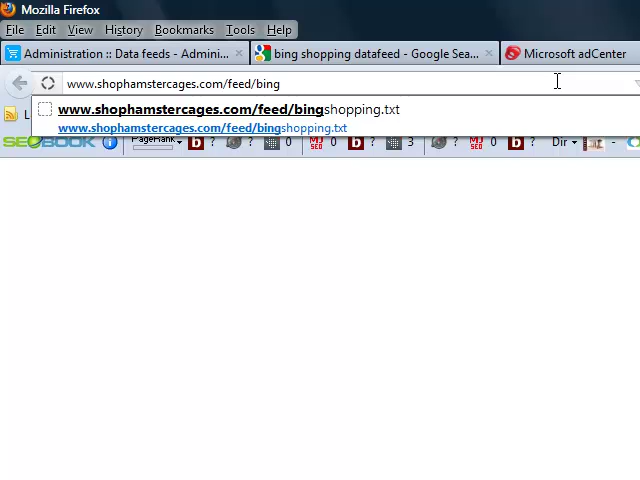 Mozilla Firefox
File Edit View History Bookmarks Tools Help
Administration :: Data feeds - Admini... × bing shopping datafeed - Google Sea... × Microsoft adCenter
www.shophamstercages.com/feed/bing
www.shophamstercages.com/feed/bingshopping.txt
L www.shophamstercages.com/feed/bingshopping.txt
SEOBOOK i PageRank b ? ? 0 MJSEO 0 b ? ? 3 ? MJSEO 0 b ? Dir -